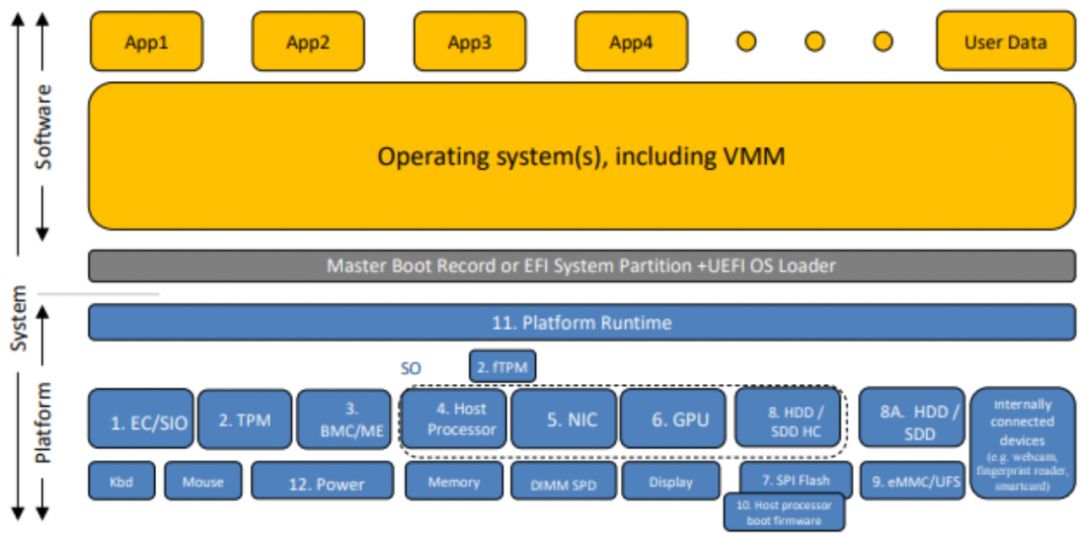 App1
App2
App3
App4
User Data
Software
Operating system(s), including VMM
Master Boot Record or EFI System Partition +UEFI OS Loader
System
Platform
11. Platform Runtime
SO
2. fTPM
1. EC/SIO
2. TPM
3.
BMC/ME
4. Host
Processor
5. NIC
6. GPU
8. HDD /
SDD HC
8A. HDD /
SDD
internally
connected
devices
(e.g. webcam,
fingerprint reader,
smartcard)
Kbd
Mouse
12. Power
Memory
DIMM SPD
Display
7. SPI Flash
9. eMMC/UFS
10. Host processor
boot firmware